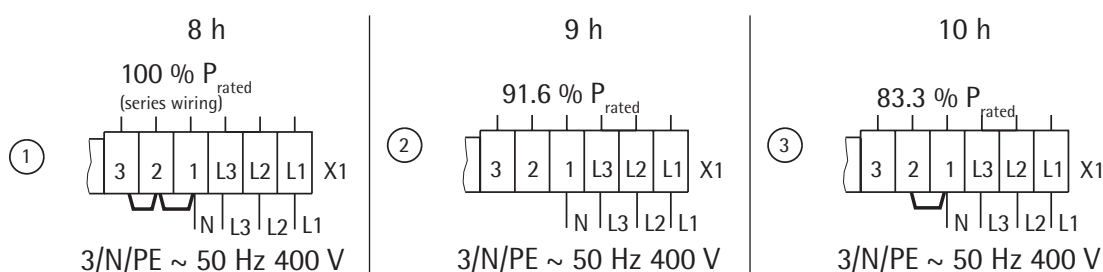 8 h
100 % Prated
(series wiring)
1
3 2 1 L3 L2 L1 X1
N L3 L2 L1
3/N/PE ~ 50 Hz 400 V
9 h
91.6 % Prated
2
3 2 1 L3 L2 L1 X1
N L3 L2 L1
3/N/PE ~ 50 Hz 400 V
10 h
83.3 % Prated
3
3 2 1 L3 L2 L1 X1
N L3 L2 L1
3/N/PE ~ 50 Hz 400 V